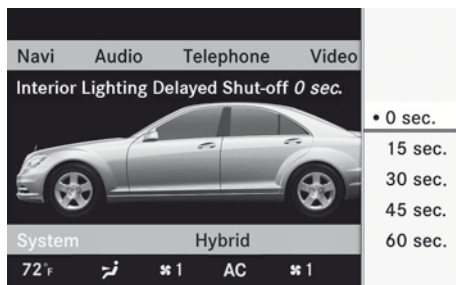 Navi Audio Telephone Video
Interior Lighting Delayed Shut-off 0 sec.
• 0 sec.
15 sec.
30 sec.
45 sec.
60 sec.
System Hybrid
72°F 1 AC 1